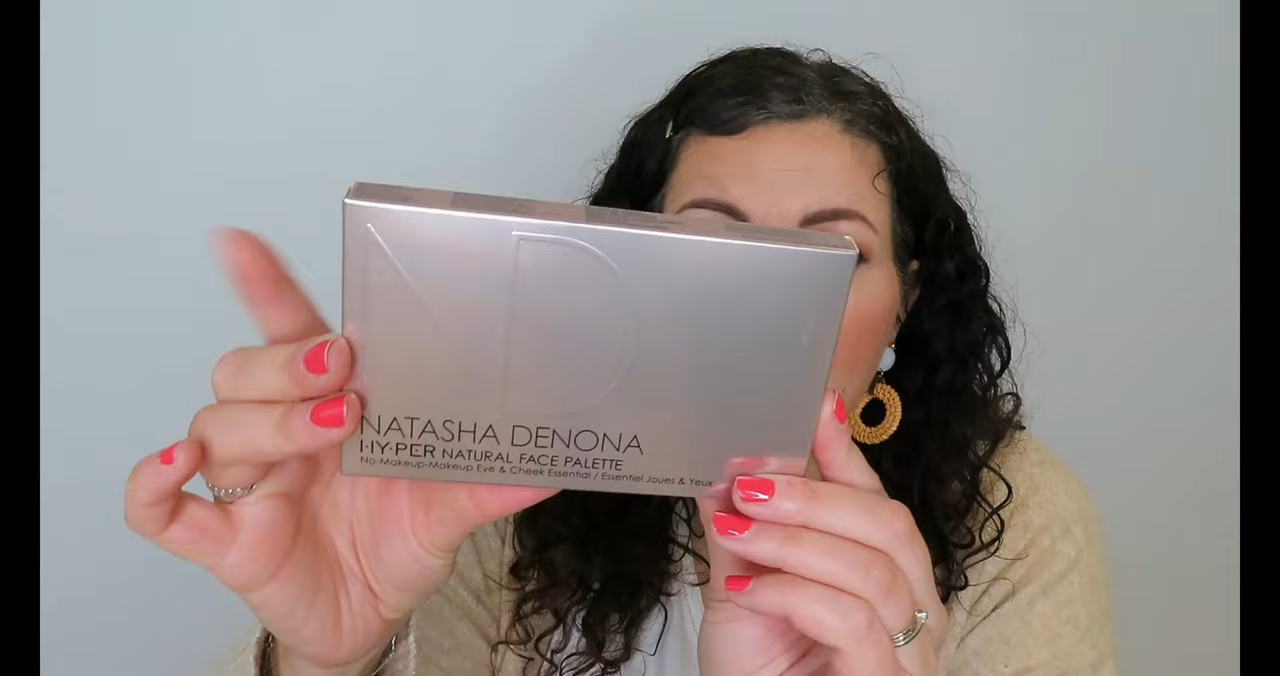 ND
NATASHA DENONA
HY·PER NATURAL FACE PALETTE
No-Makeup-Makeup Eye & Cheek Essential / Essentiel Joues & Yeux